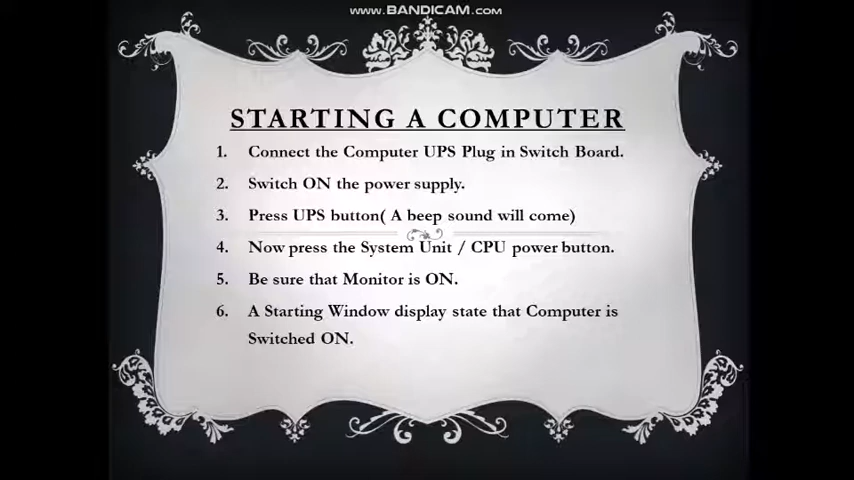 WWW.BANDICAM.COM
STARTING A COMPUTER
1. Connect the Computer UPS Plug in Switch Board.
2. Switch ON the power supply.
3. Press UPS button( A beep sound will come)
4. Now press the System Unit / CPU power button.
5. Be sure that Monitor is ON.
6. A Starting Window display state that Computer is
Switched ON.